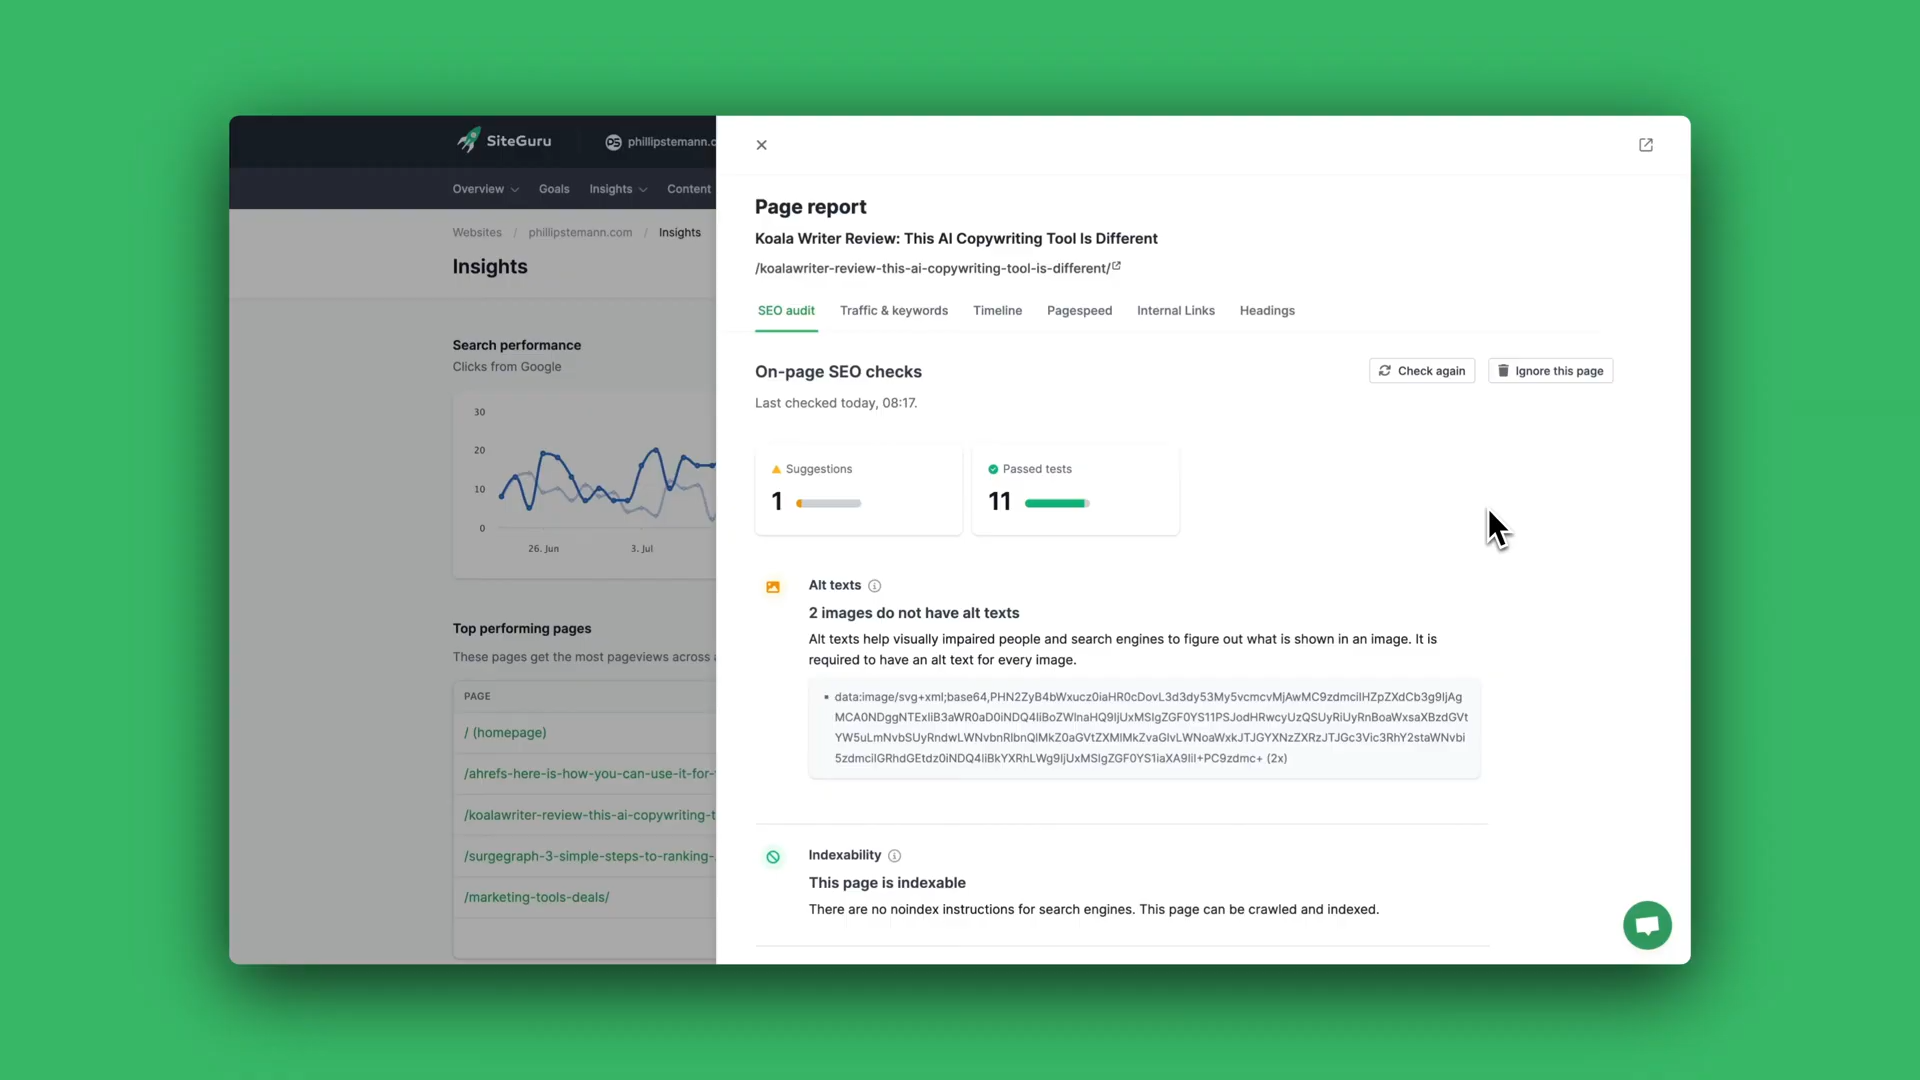 SiteGuru
phillipstemann.c
Overview
Goals
Insights
Content
Websites / phillipstemann.com / Insights
Insights
Search performance
Clicks from Google
30
20
10
0
26. Jun
3. Jul
Top performing pages
These pages get the most pageviews across
PAGE
/ (homepage)
/ahrefs-here-is-how-you-can-use-it-for-
/koalawriter-review-this-ai-copywriting-t
/surgegraph-3-simple-steps-to-ranking-
/marketing-tools-deals/
Page report
Koala Writer Review: This AI Copywriting Tool Is Different
/koalawriter-review-this-ai-copywriting-tool-is-different/
SEO audit
Traffic & keywords
Timeline
Pagespeed
Internal Links
Headings
On-page SEO checks
Check again
Ignore this page
Last checked today, 08:17.
Suggestions
1
Passed tests
11
Alt texts
2 images do not have alt texts
Alt texts help visually impaired people and search engines to figure out what is shown in an image. It is
required to have an alt text for every image.
Indexability
This page is indexable
There are no noindex instructions for search engines. This page can be crawled and indexed.